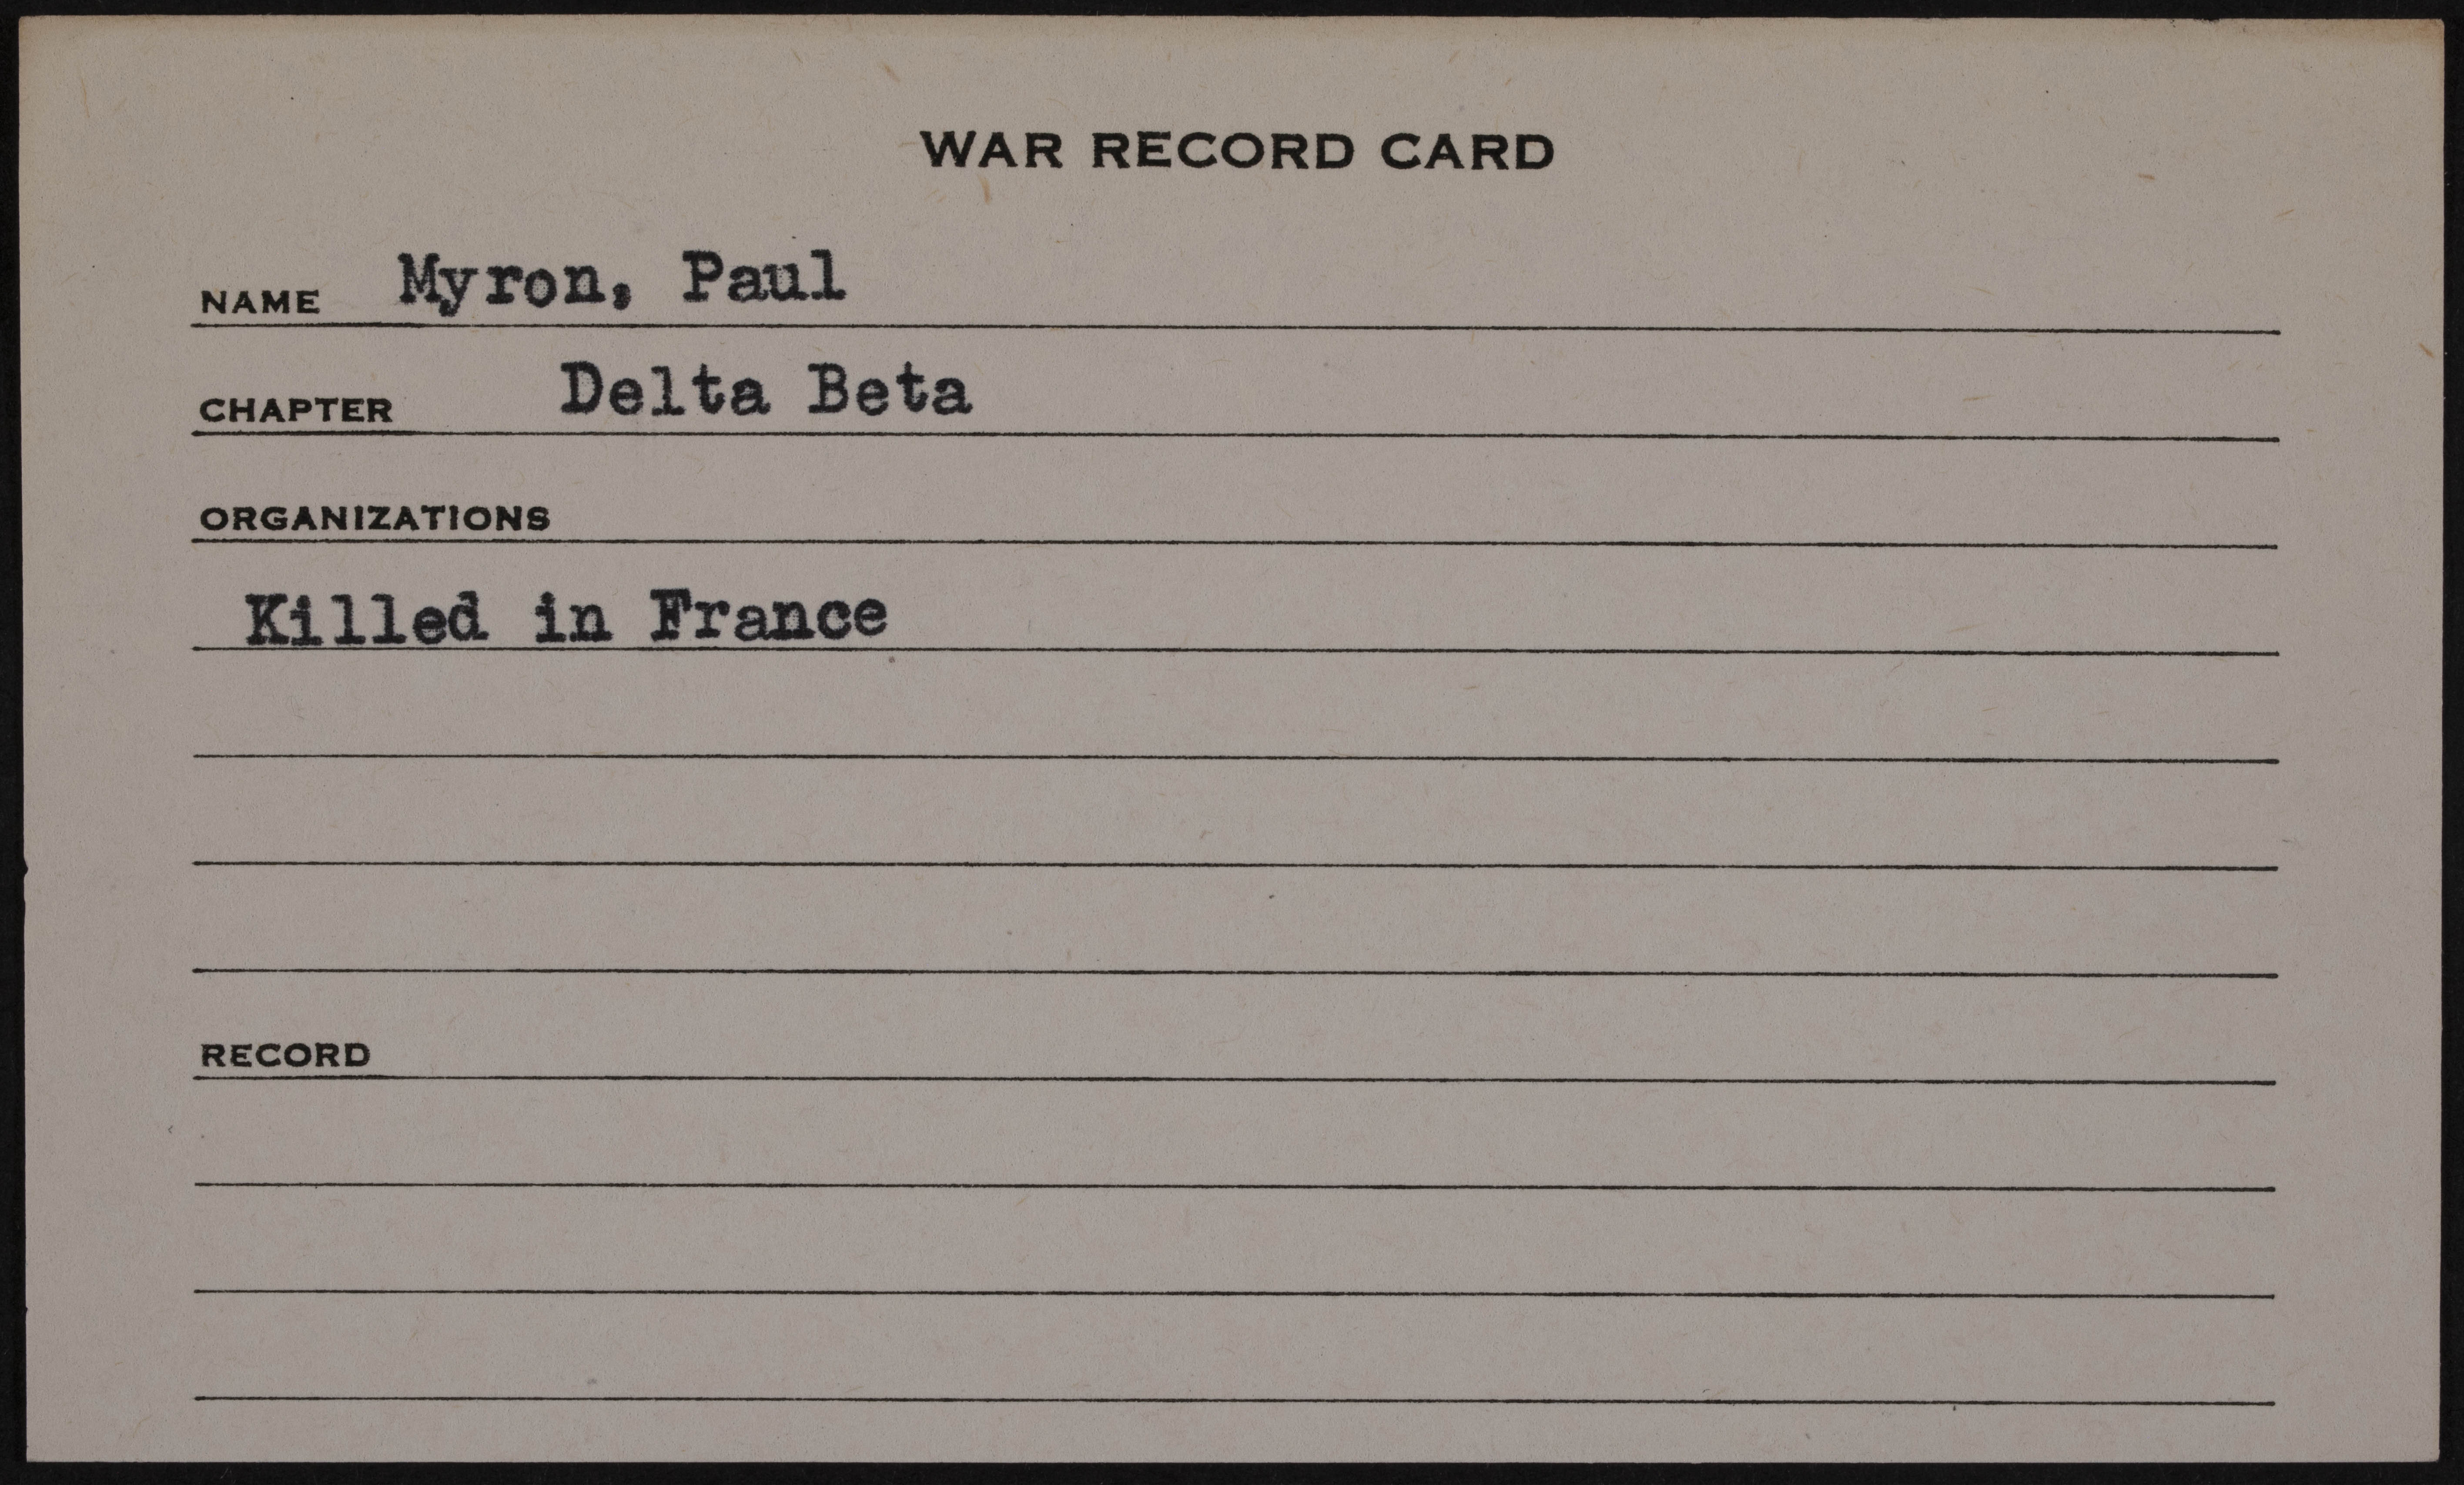 WAR RECORD CARD
NAME Myron, Paul
CHAPTER Delta Beta
ORGANIZATIONS
Killed in France
RECORD